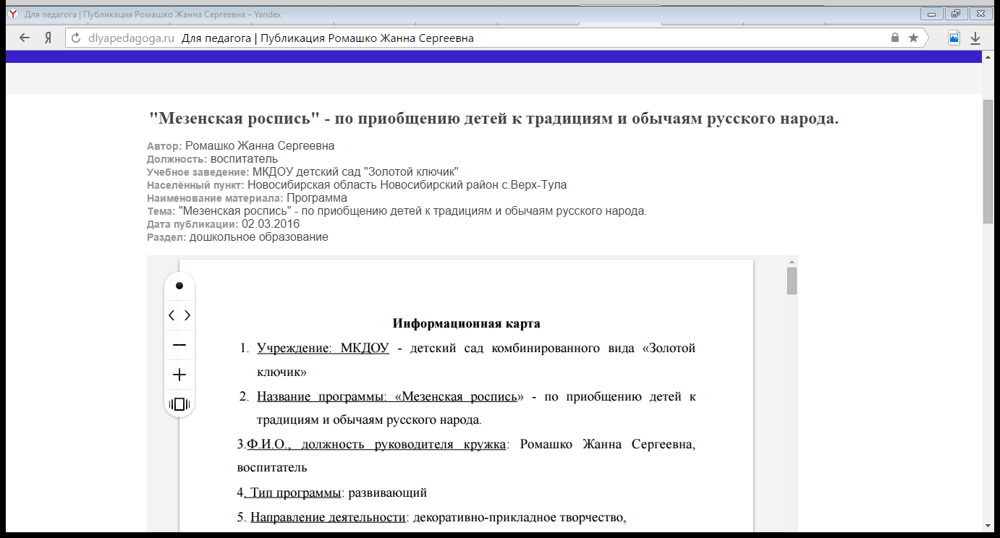 Для педагога | Публикация Ромашко Жанна Сергеевна – Yandex
Я dlyapedagoga.ru Для педагога | Публикация Ромашко Жанна Сергеевна
"Мезенская роспись" - по приобщению детей к традициям и обычаям русского народа.
Автор: Ромашко Жанна Сергеевна
Должность: воспитатель
Учебное заведение: МКДОУ детский сад "Золотой ключик"
Населённый пункт: Новосибирская область Новосибирский район с.Верх-Тула
Наименование материала: Программа
Тема: "Мезенская роспись" - по приобщению детей к традициям и обычаям русского народа.
Дата публикации: 02.03.2016
Раздел: дошкольное образование
Информационная карта
1. Учреждение: МКДОУ - детский сад комбинированного вида «Золотой
ключик»
2. Название программы: «Мезенская роспись» - по приобщению детей к
традициям и обычаям русского народа.
3.Ф.И.О., должность руководителя кружка: Ромашко Жанна Сергеевна,
воспитатель
4. Тип программы: развивающий
5. Направление деятельности: декоративно-прикладное творчество,